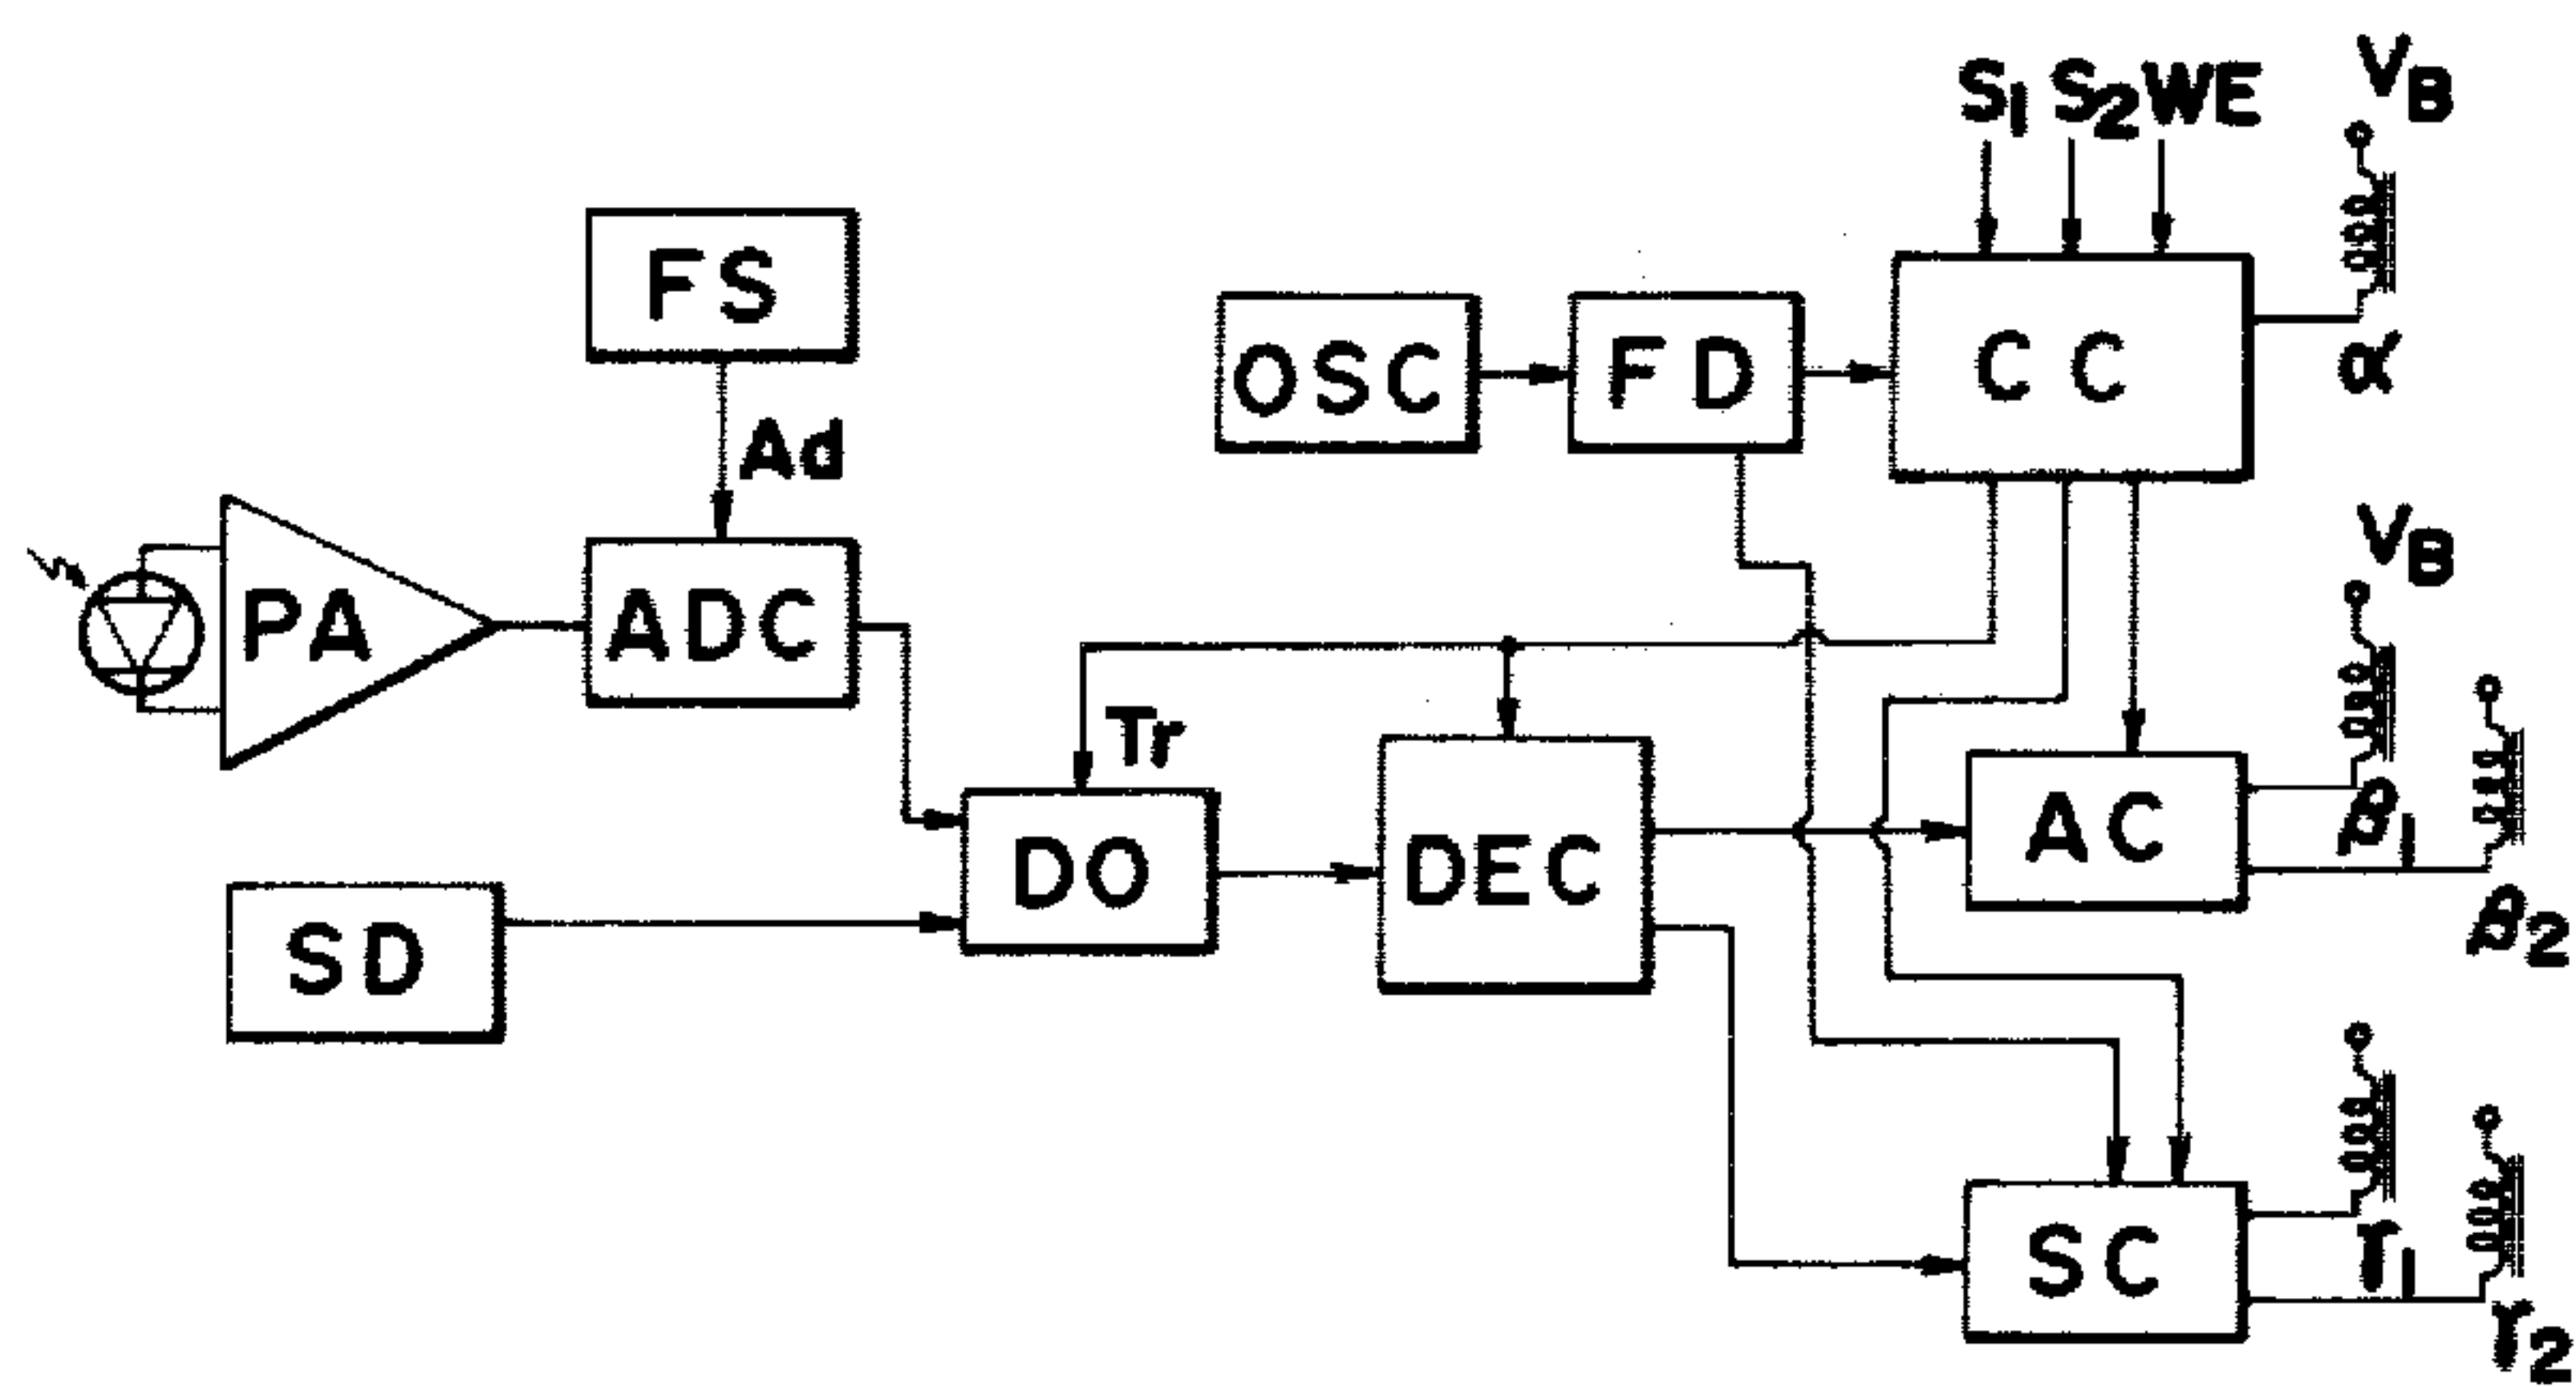 S1 S2 WE
VB
FS
OSC
FD
CC
α
Ad
VB
PA
ADC
Tr
DO
DEC
AC
β1
β2
SD
SC
γ1
γ2